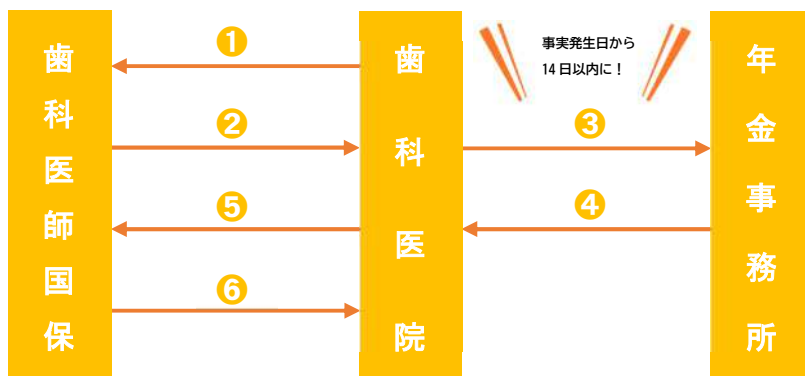 歯科医師国保
❶
❷
❺
❻
歯科医院
事実発生日から
14日以内に！
❸
❹
年金事務所